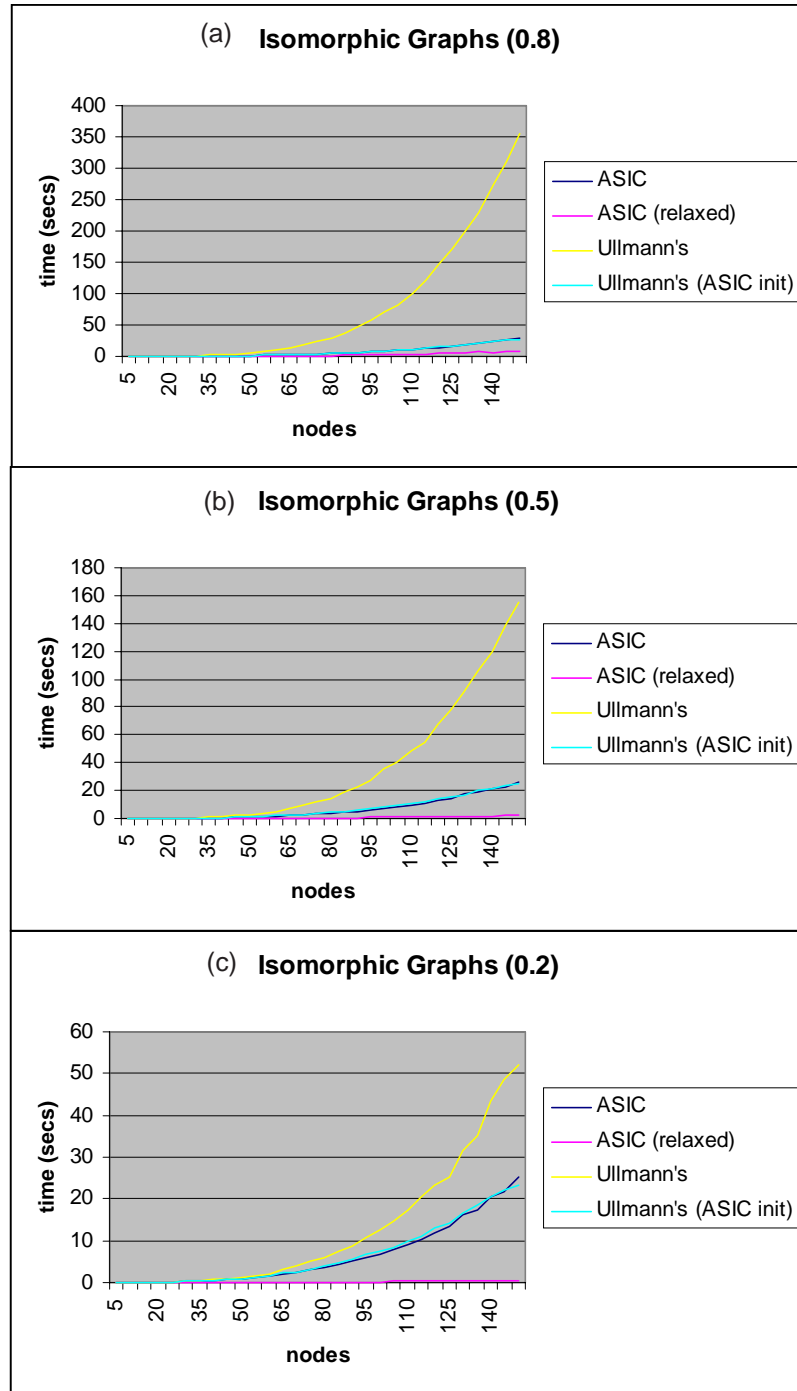 (a) Isomorphic Graphs (0.8)
400
350
300
250
200
150
100
50
0
time (secs)
5 20 35 50 65 80 95 110 125 140
nodes
ASIC
ASIC (relaxed)
Ullmann's
Ullmann's (ASIC init)
(b) Isomorphic Graphs (0.5)
180
160
140
120
100
80
60
40
20
0
time (secs)
5 20 35 50 65 80 95 110 125 140
nodes
ASIC
ASIC (relaxed)
Ullmann's
Ullmann's (ASIC init)
(c) Isomorphic Graphs (0.2)
60
50
40
30
20
10
0
time (secs)
5 20 35 50 65 80 95 110 125 140
nodes
ASIC
ASIC (relaxed)
Ullmann's
Ullmann's (ASIC init)